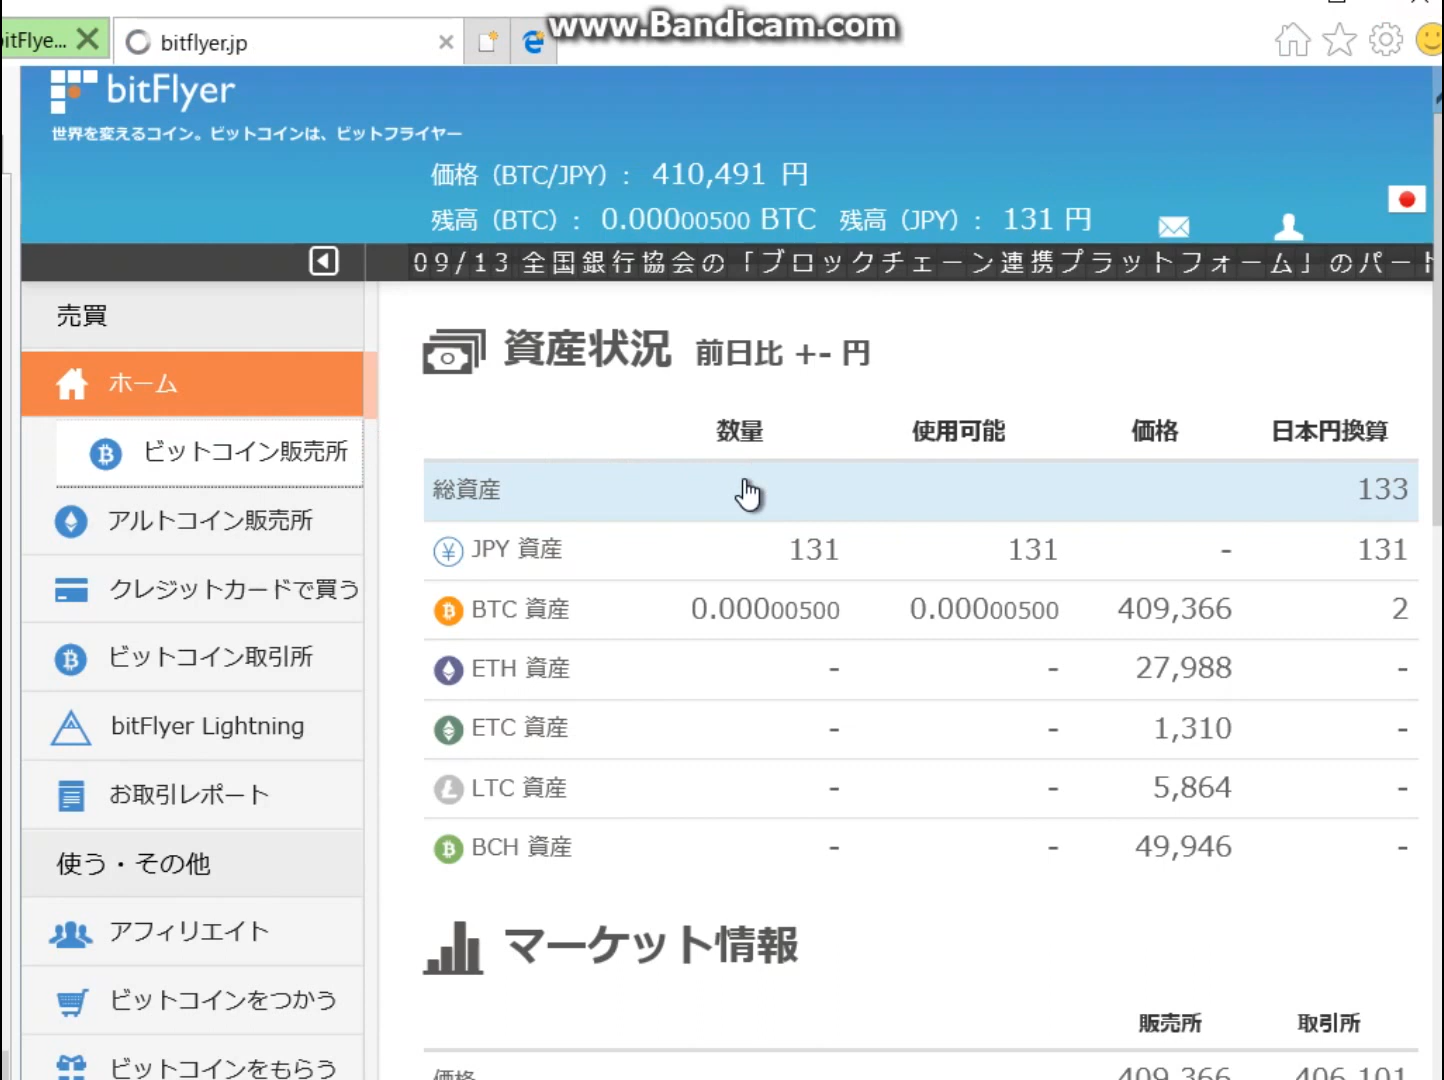 www.Bandicam.com
itFlye...
bitflyer.jp
bitFlyer
世界を変えるコイン。ビットコインは、ビットフライヤー
価格（BTC/JPY）： 410,491 円
残高（BTC）： 0.00000500 BTC 残高（JPY）： 131 円
09/13 全国銀行協会の「ブロックチェーン連携プラットフォーム」のパート
売買
ホーム
ビットコイン販売所
アルトコイン販売所
クレジットカードで買う
ビットコイン取引所
bitFlyer Lightning
お取引レポート
使う・その他
アフィリエイト
ビットコインをつかう
ビットコインをもらう
資産状況 前日比 +- 円
数量 使用可能 価格 日本円換算
総資産 133
JPY 資産 131 131 - 131
BTC 資産 0.00000500 0.00000500 409,366 2
ETH 資産 - - 27,988 -
ETC 資産 - - 1,310 -
LTC 資産 - - 5,864 -
BCH 資産 - - 49,946 -
マーケット情報
販売所 取引所
価格 409,366 406,101